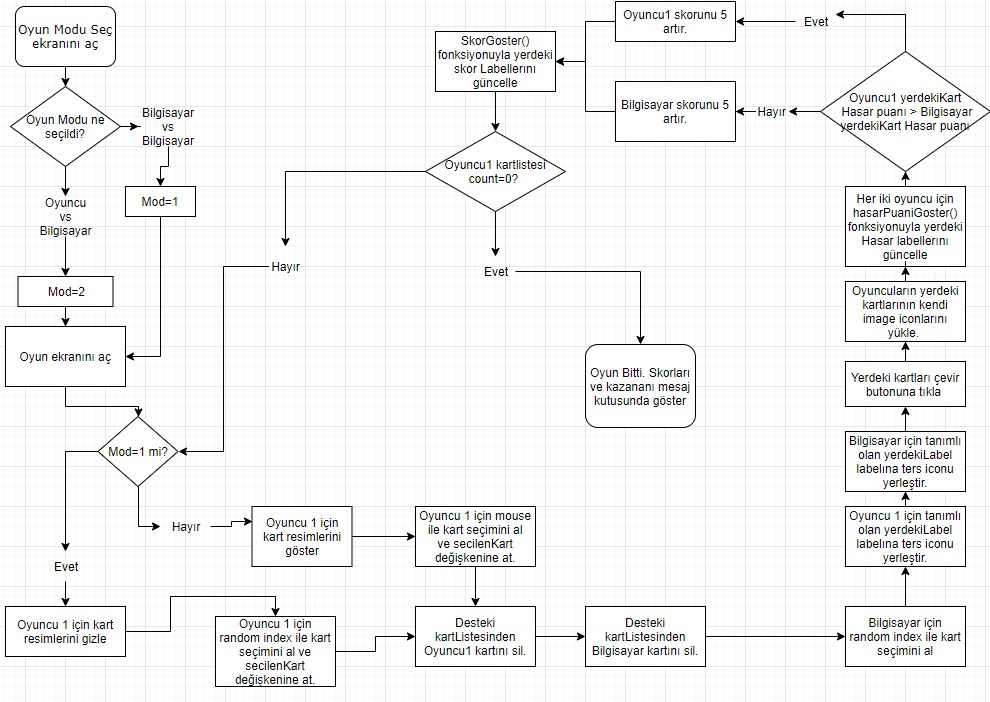 Oyun Modu Seç
ekranını aç
Oyun Modu ne
seçildi?
Bilgisayar
vs
Bilgisayar
Mod=1
Oyuncu
vs
Bilgisayar
Mod=2
Oyun ekranını aç
Mod=1 mi?
Hayır
Evet
Oyuncu 1 için kart
resimlerini gizle
Oyuncu 1 için
random index ile kart
seçimini al ve
secilenKart
değişkenine at.
Oyuncu 1 için
kart resimlerini
göster
Oyuncu 1 için mouse
ile kart seçimini al
ve secilenKart
değişkenine at.
Desteki
kartListesinden
Oyuncu1 kartını sil.
Desteki
kartListesinden
Bilgisayar kartını sil.
Bilgisayar için
random index ile kart
seçimini al
Oyuncu 1 için tanımlı
olan yerdekiLabel
labelına ters iconu
yerleştir.
Bilgisayar için tanımlı
olan yerdekiLabel
labelına ters iconu
yerleştir.
Yerdeki kartları çevir
butonuna tıkla
Oyuncuların yerdeki
kartlarının kendi
image iconlarını
yükle.
Her iki oyuncu için
hasarPuaniGoster()
fonksiyonuyla yerdeki
Hasar labellerını
güncelle
Oyuncu1 yerdekiKart
Hasar puanı > Bilgisayar
yerdekiKart Hasar puanı
Evet
Hayır
Oyuncu1 skorunu 5
artır.
Bilgisayar skorunu 5
artır.
SkorGoster()
fonksiyonuyla yerdeki
skor Labellerını
güncelle
Oyuncu1 kartlistesi
count=0?
Hayır
Evet
Oyun Bitti. Skorları
ve kazananı mesaj
kutusunda göster